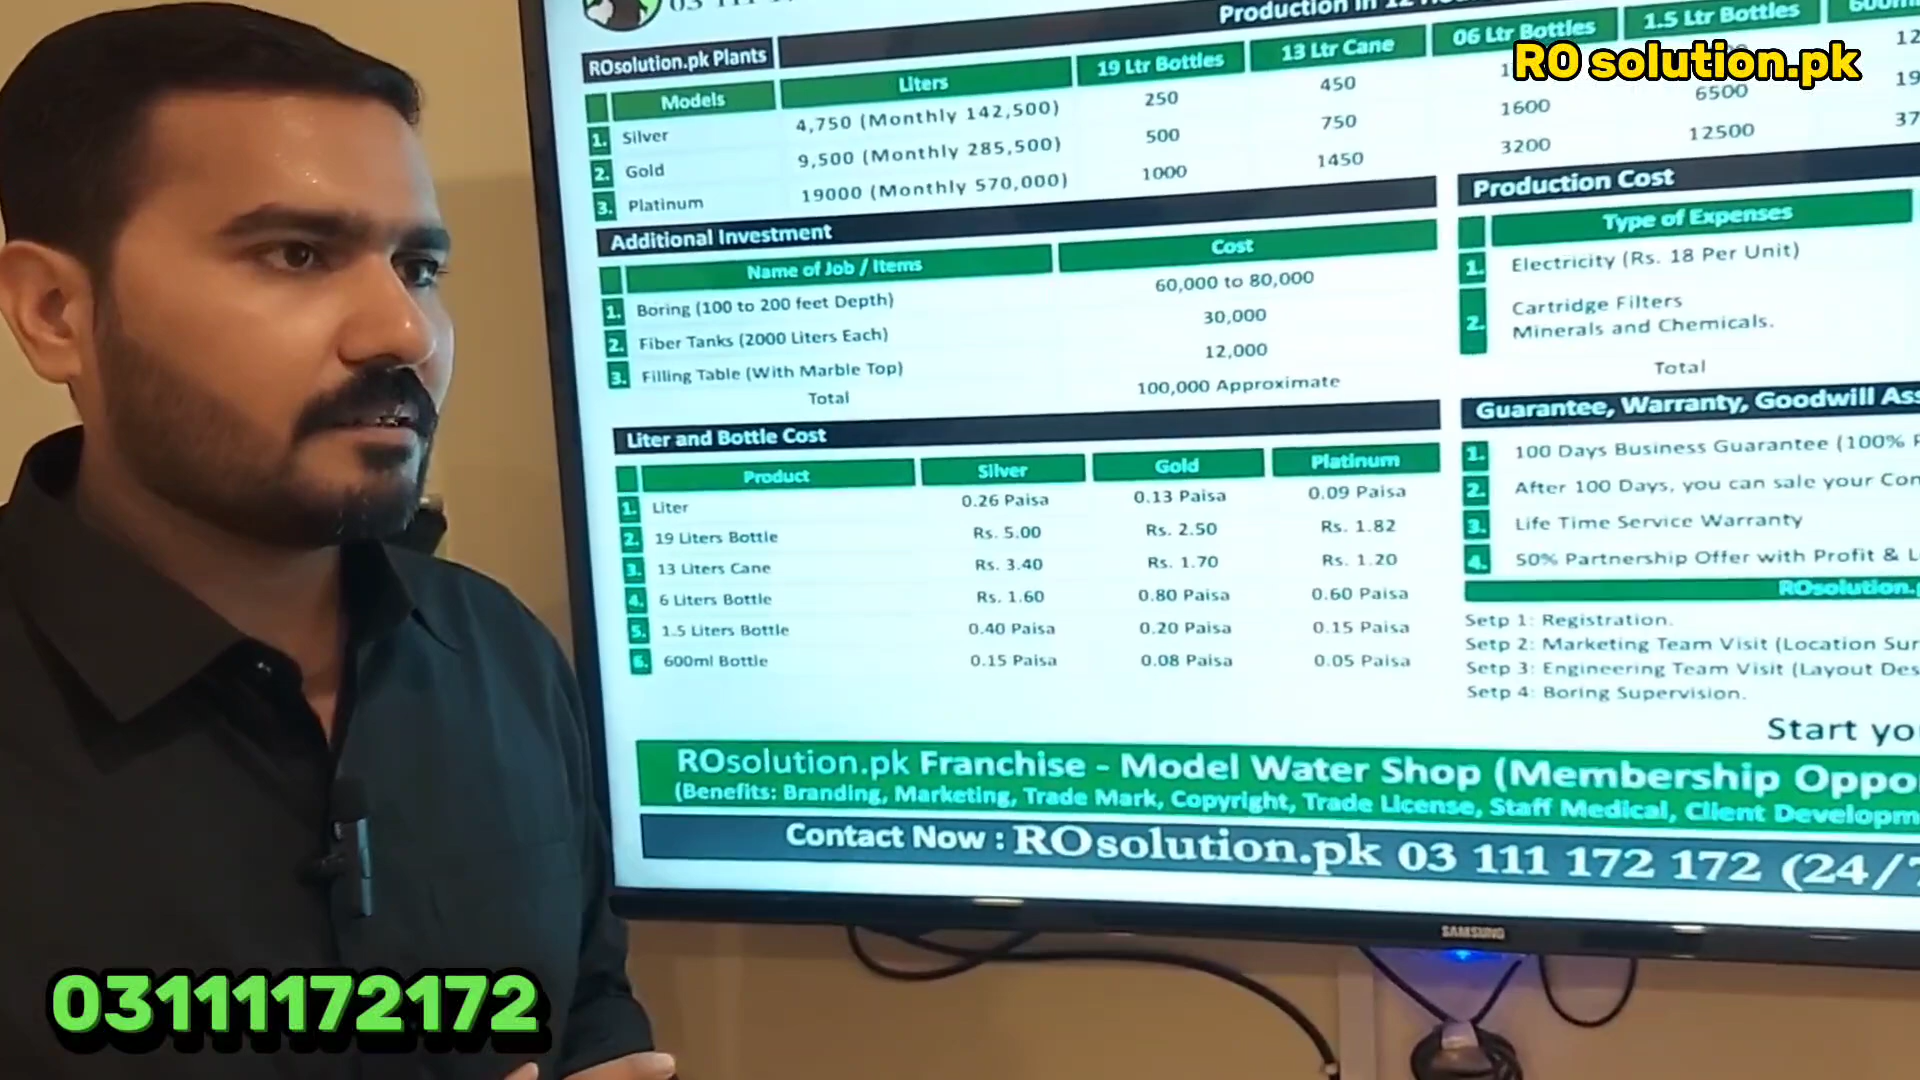 RO solution.pk
Production in 12
ROsolution.pk Plants
Models Liters 19 Ltr Bottles 13 Ltr Cane 06 Ltr Bottles 1.5 Ltr Bottles
1. Silver 4,750 (Monthly 142,500) 250 450
2. Gold 9,500 (Monthly 285,500) 500 750 1600 6500
3. Platinum 19000 (Monthly 570,000) 1000 1450 3200 12500
Additional Investment
Name of Job / Items Cost
1. Boring (100 to 200 feet Depth) 60,000 to 80,000
2. Fiber Tanks (2000 Liters Each) 30,000
3. Filling Table (With Marble Top) 12,000
Total 100,000 Approximate
Production Cost
Type of Expenses
1. Electricity (Rs. 18 Per Unit)
2. Cartridge Filters
Minerals and Chemicals.
Total
Liter and Bottle Cost
Product Silver Gold Platinum
1. Liter 0.26 Paisa 0.13 Paisa 0.09 Paisa
2. 19 Liters Bottle Rs. 5.00 Rs. 2.50 Rs. 1.82
3. 13 Liters Cane Rs. 3.40 Rs. 1.70 Rs. 1.20
4. 6 Liters Bottle Rs. 1.60 0.80 Paisa 0.60 Paisa
5. 1.5 Liters Bottle 0.40 Paisa 0.20 Paisa 0.15 Paisa
6. 600ml Bottle 0.15 Paisa 0.08 Paisa 0.05 Paisa
Guarantee, Warranty, Goodwill
1. 100 Days Business Guarantee (100%
2. After 100 Days, you can sale your
3. Life Time Service Warranty
4. 50% Partnership Offer with Profit &
ROsolution.
Setp 1: Registration.
Setp 2: Marketing Team Visit (Location
Setp 3: Engineering Team Visit (Layout
Setp 4: Boring Supervision.
Start
ROsolution.pk Franchise - Model Water Shop (Membership
(Benefits: Branding, Marketing, Trade Mark, Copyright, Trade License, Staff Medical, Client
Contact Now : ROsolution.pk 03 111 172 172 (24/
SAMSUNG
03111172172